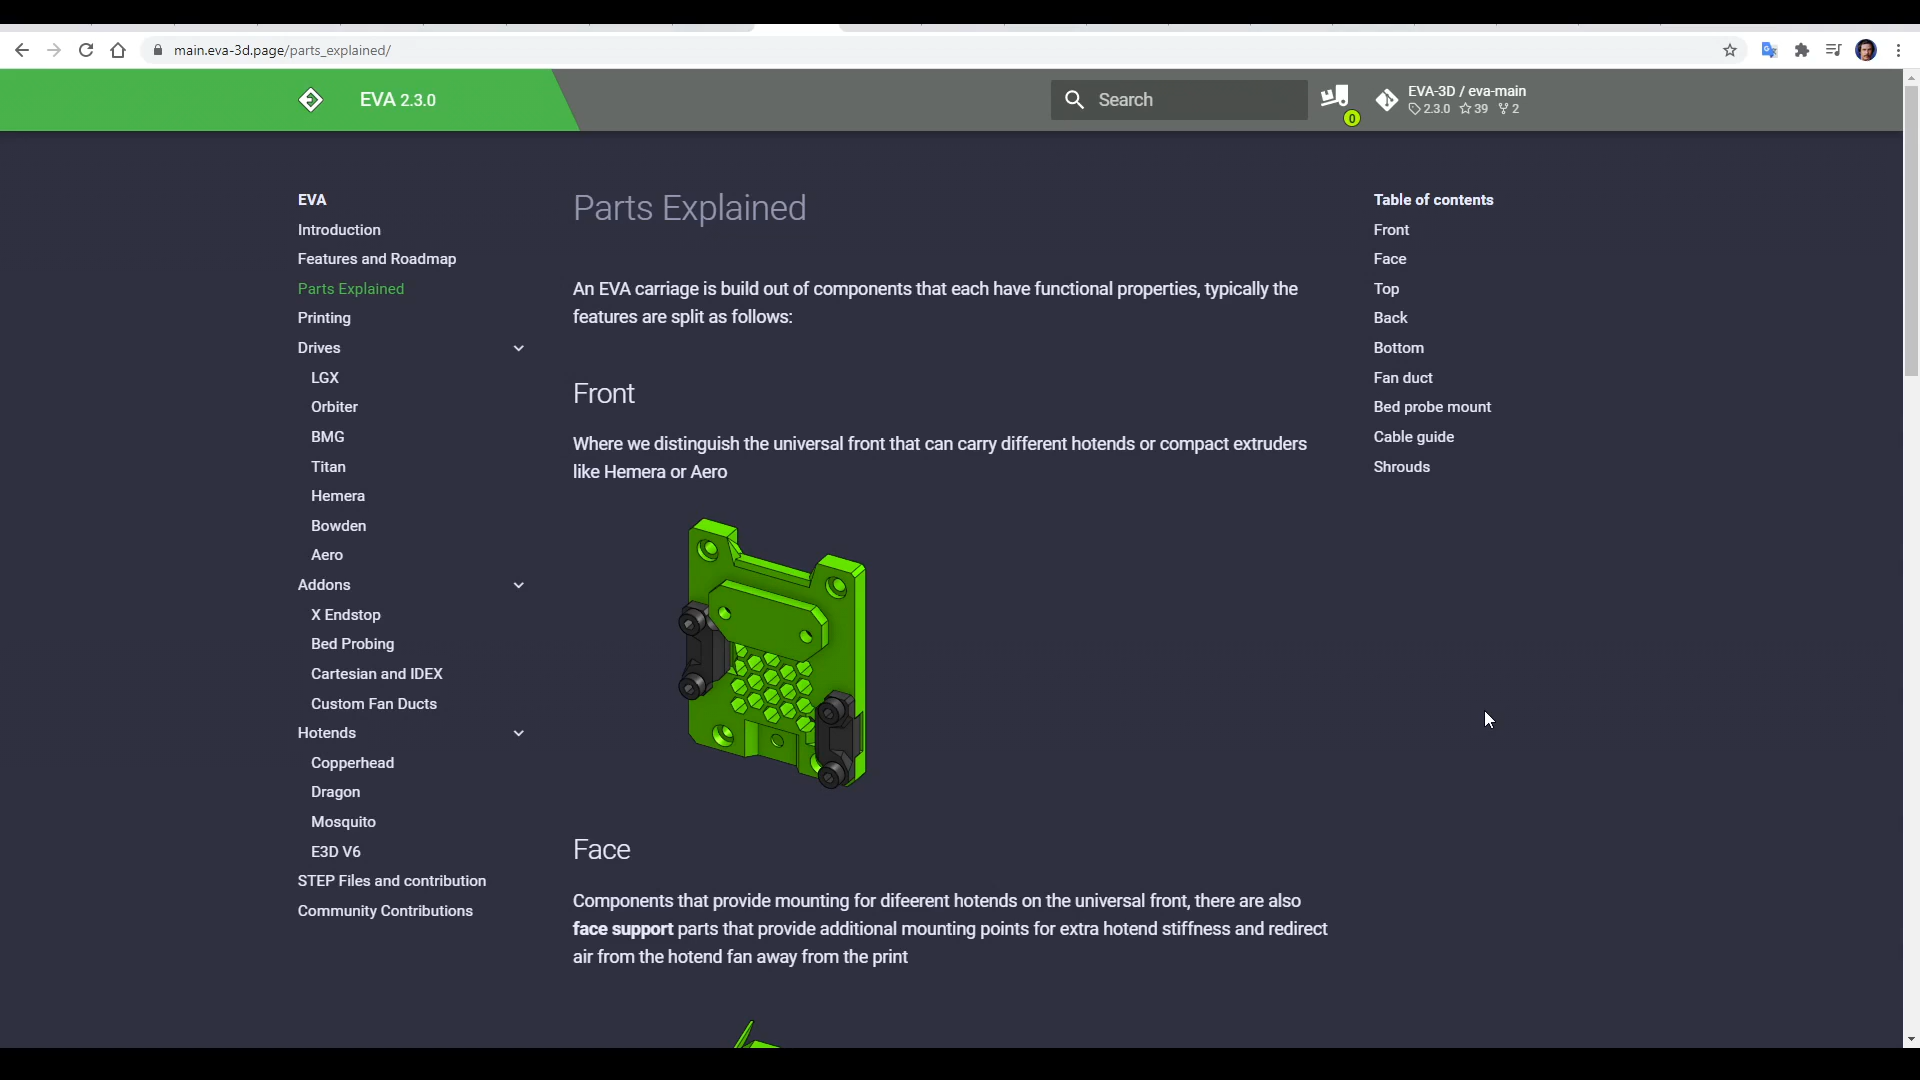 main.eva-3d.page/parts_explained/
EVA 2.3.0
Search
0
EVA-3D / eva-main
2.3.0 39 2
EVA
Introduction
Features and Roadmap
Parts Explained
Printing
Drives
LGX
Orbiter
BMG
Titan
Hemera
Bowden
Aero
Addons
X Endstop
Bed Probing
Cartesian and IDEX
Custom Fan Ducts
Hotends
Copperhead
Dragon
Mosquito
E3D V6
STEP Files and contribution
Community Contributions
Parts Explained
An EVA carriage is build out of components that each have functional properties, typically the
features are split as follows:
Front
Where we distinguish the universal front that can carry different hotends or compact extruders
like Hemera or Aero
Face
Components that provide mounting for difeerent hotends on the universal front, there are also
face support parts that provide additional mounting points for extra hotend stiffness and redirect
air from the hotend fan away from the print
Table of contents
Front
Face
Top
Back
Bottom
Fan duct
Bed probe mount
Cable guide
Shrouds